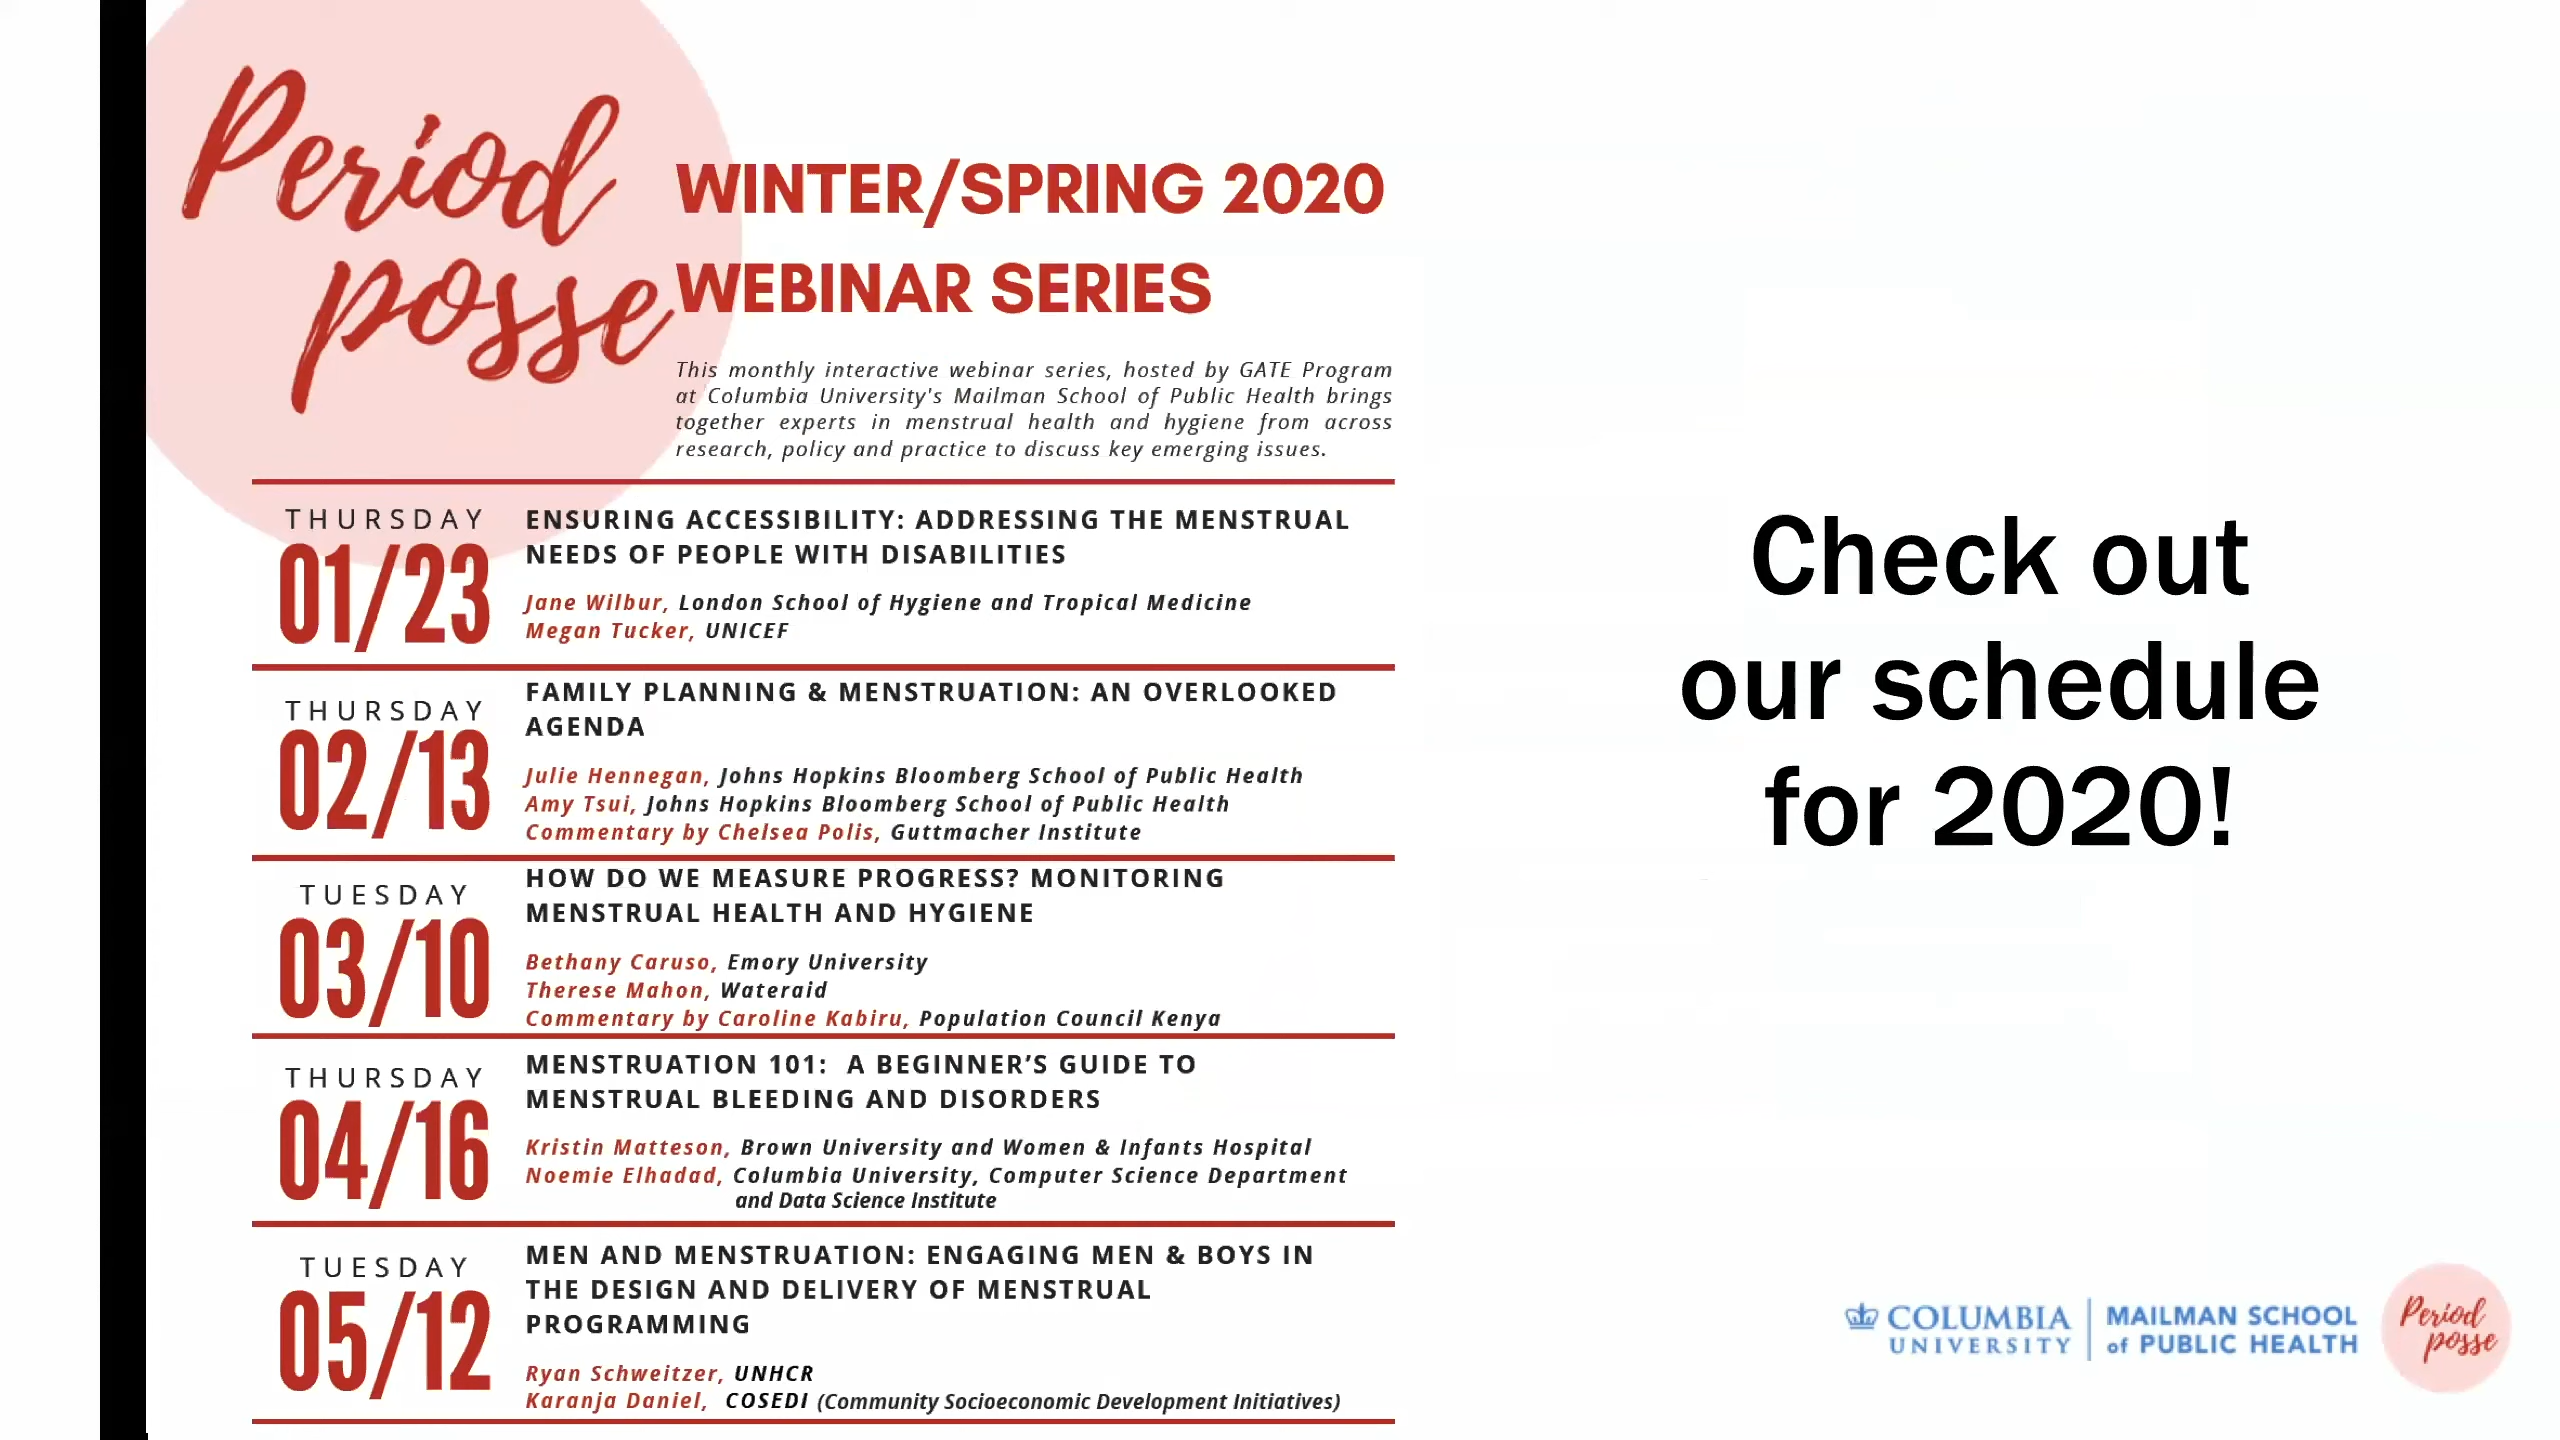 Period
posse
WINTER/SPRING 2020
WEBINAR SERIES
This monthly interactive webinar series, hosted by GATE Program
at Columbia University's Mailman School of Public Health brings
together experts in menstrual health and hygiene from across
research, policy and practice to discuss key emerging issues.
THURSDAY
01/23
ENSURING ACCESSIBILITY: ADDRESSING THE MENSTRUAL
NEEDS OF PEOPLE WITH DISABILITIES
Jane Wilbur, London School of Hygiene and Tropical Medicine
Megan Tucker, UNICEF
THURSDAY
02/13
FAMILY PLANNING & MENSTRUATION: AN OVERLOOKED
AGENDA
Julie Hennegan, Johns Hopkins Bloomberg School of Public Health
Amy Tsui, Johns Hopkins Bloomberg School of Public Health
Commentary by Chelsea Polis, Guttmacher Institute
TUESDAY
03/10
HOW DO WE MEASURE PROGRESS? MONITORING
MENSTRUAL HEALTH AND HYGIENE
Bethany Caruso, Emory University
Therese Mahon, Wateraid
Commentary by Caroline Kabiru, Population Council Kenya
THURSDAY
04/16
MENSTRUATION 101: A BEGINNER’S GUIDE TO
MENSTRUAL BLEEDING AND DISORDERS
Kristin Matteson, Brown University and Women & Infants Hospital
Noemie Elhadad, Columbia University, Computer Science Department
and Data Science Institute
TUESDAY
05/12
MEN AND MENSTRUATION: ENGAGING MEN & BOYS IN
THE DESIGN AND DELIVERY OF MENSTRUAL
PROGRAMMING
Ryan Schweitzer, UNHCR
Karanja Daniel, COSEDI (Community Socioeconomic Development Initiatives)
Check out
our schedule
for 2020!
COLUMBIA
UNIVERSITY
MAILMAN SCHOOL
of PUBLIC HEALTH
Period
posse